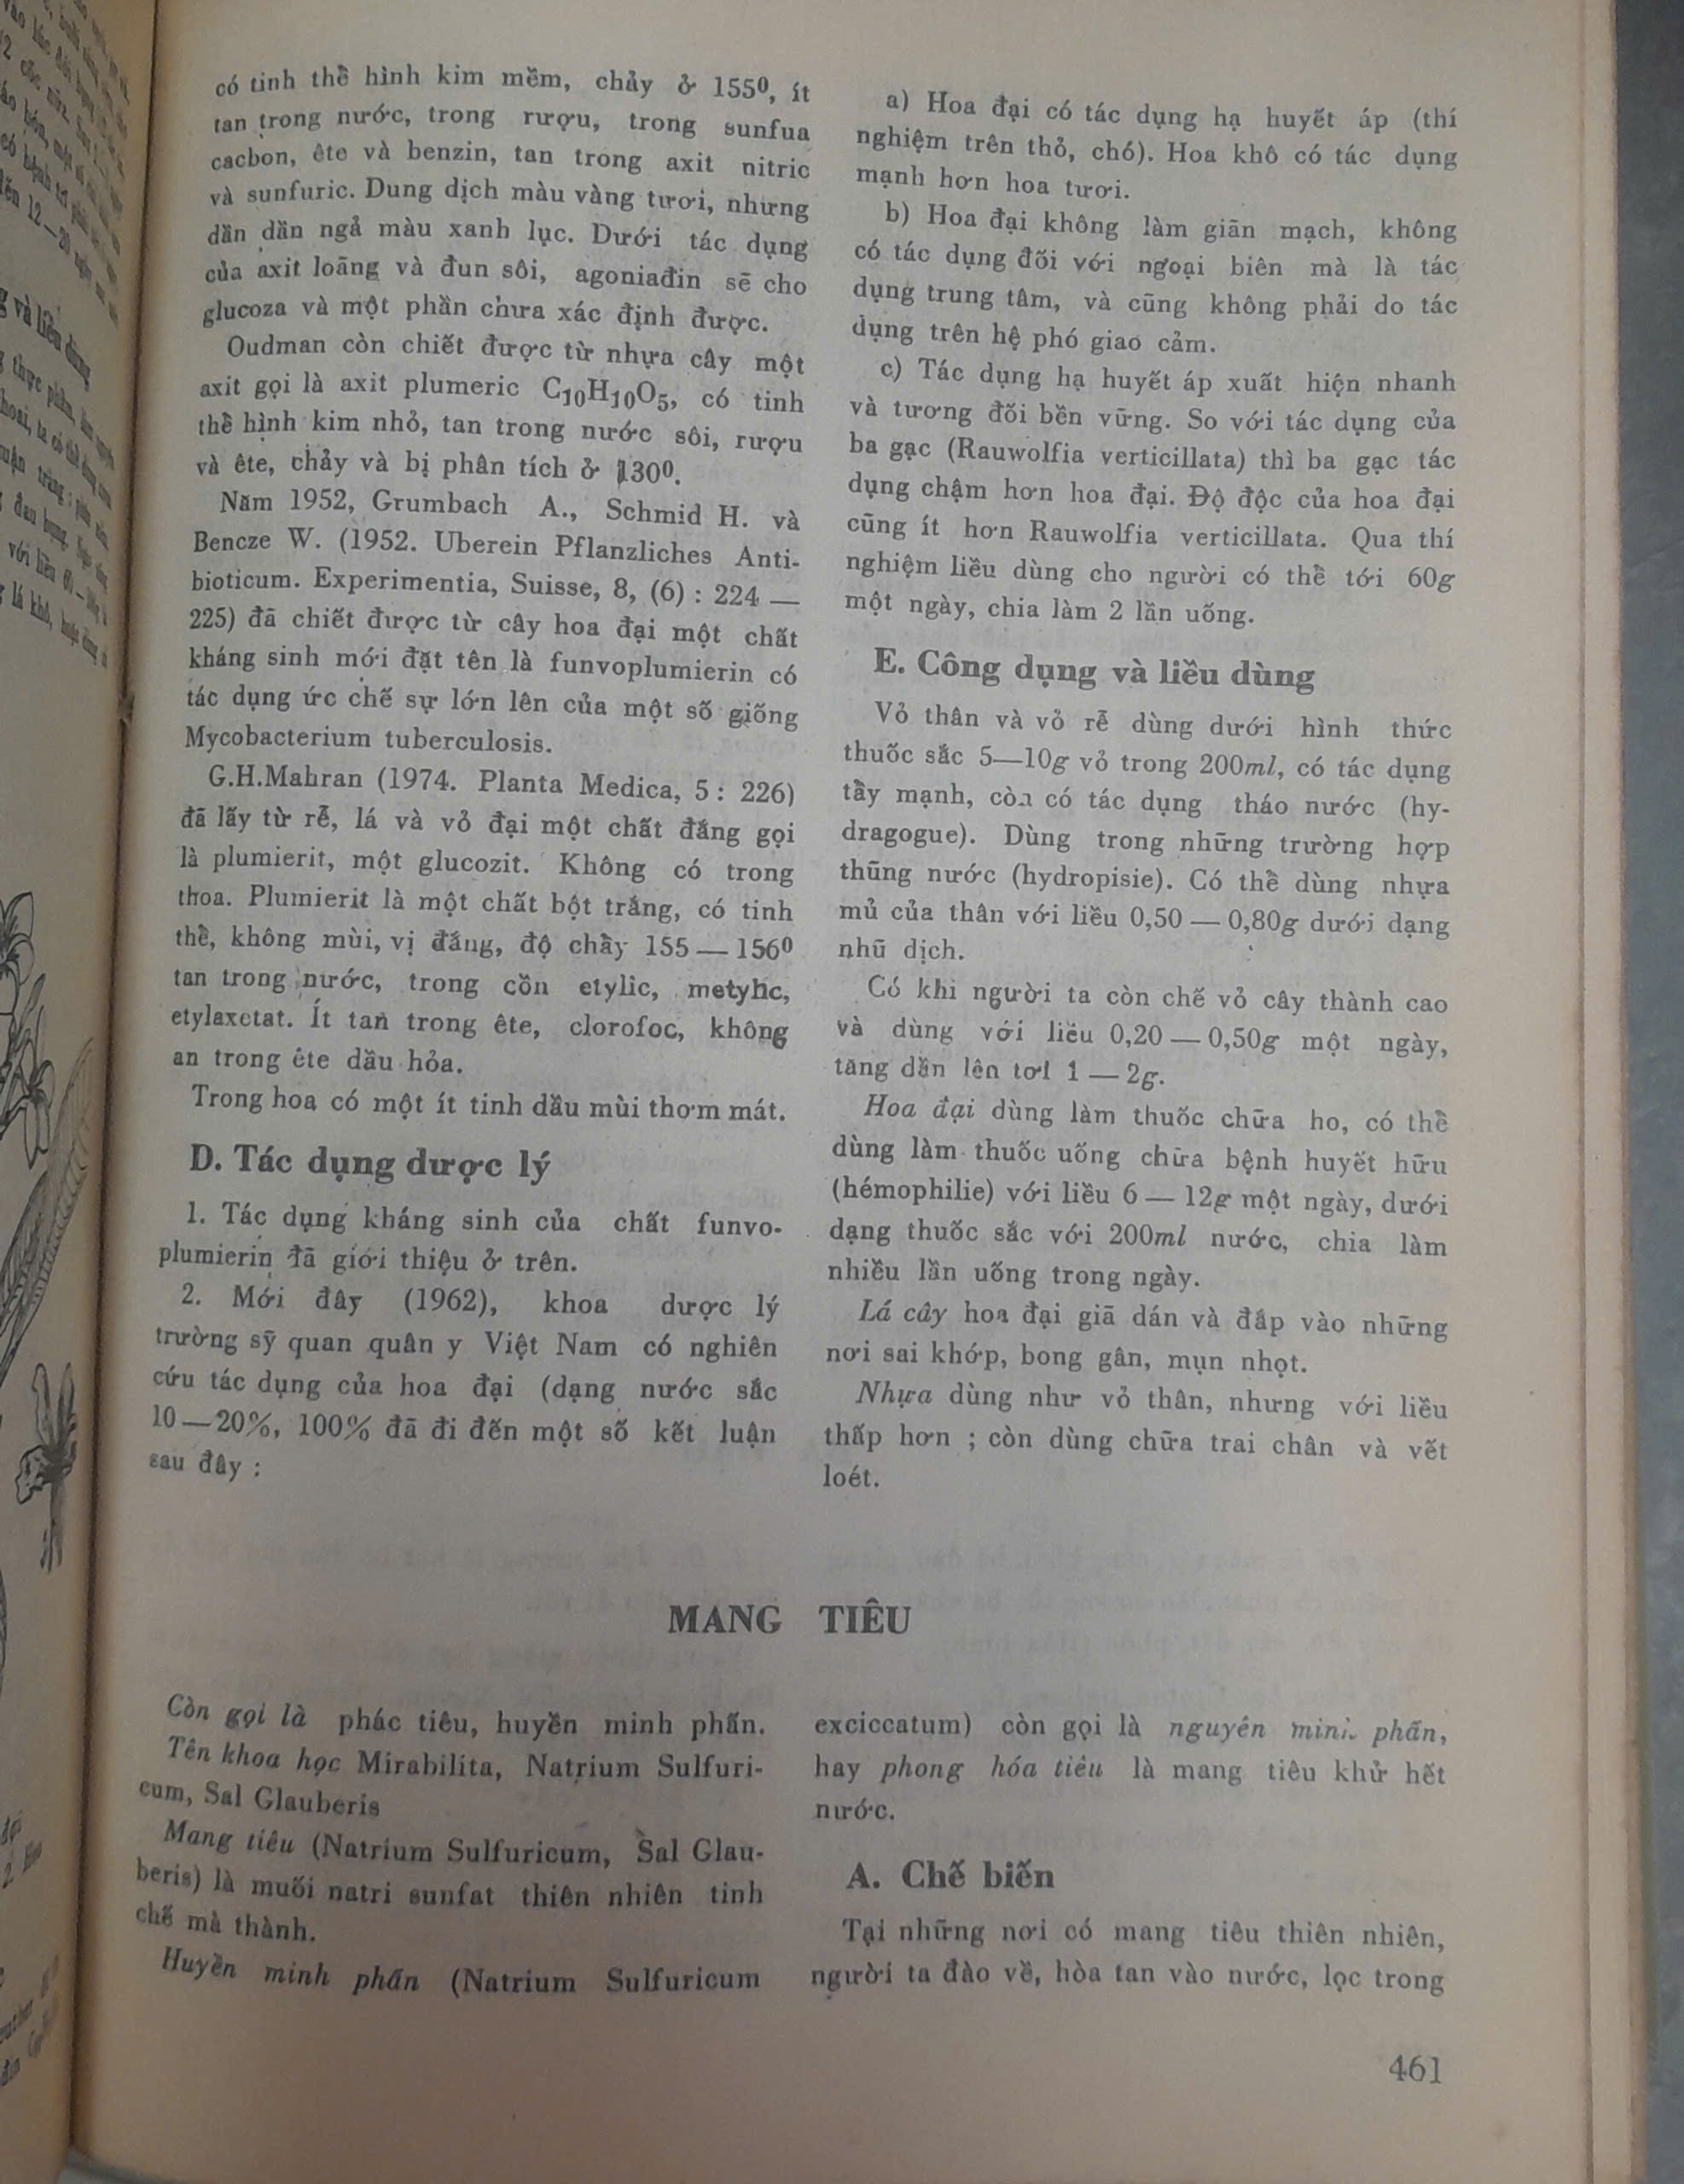 có tinh thể hình kim mềm, chảy ở 155⁰, ít
tan trong nước, trong rượu, trong sunfua
cacbon, ête và benzin, tan trong axit nitric
và sunfuric. Dung dịch màu vàng tươi, nhưng
dần dần ngả màu xanh lục. Dưới tác dụng
của axit loãng và đun sôi, agoniađin sẽ cho
glucoza và một phần chưa xác định được.
Oudman còn chiết được từ nhựa cây một
axit gọi là axit plumeric C₁₀H₁₀O₅, có tinh
thể hình kim nhỏ, tan trong nước sôi, rượu
và ête, chảy và bị phân tích ở 130⁰.
Năm 1952, Grumbach A., Schmid H. và
Bencze W. (1952. Uberein Pflanzliches Anti-
bioticum. Experimentia, Suisse, 8, (6) : 224 —
225) đã chiết được từ cây hoa đại một chất
kháng sinh mới đặt tên là funvoplumierin có
tác dụng ức chế sự lớn lên của một số giống
Mycobacterium tuberculosis.
G.H.Mahran (1974. Planta Medica, 5 : 226)
đã lấy từ rễ, lá và vỏ đại một chất đắng gọi
là plumierit, một glucozit. Không có trong
thoa. Plumierit là một chất bột trắng, có tinh
thể, không mùi, vị đắng, độ chầy 155 — 156⁰
tan trong nước, trong cồn etylic, metylic,
etylaxetat. Ít tan trong ête, clorofoc, không
an trong ête dầu hỏa.
Trong hoa có một ít tinh dầu mùi thơm mát.
D. Tác dụng dược lý
1. Tác dụng kháng sinh của chất funvo-
plumierin đã giới thiệu ở trên.
2. Mới đây (1962), khoa dược lý
trường sỹ quan quân y Việt Nam có nghiên
cứu tác dụng của hoa đại (dạng nước sắc
10 — 20%, 100% đã đi đến một số kết luận
sau đây :
a) Hoa đại có tác dụng hạ huyết áp (thí
nghiệm trên thỏ, chó). Hoa khô có tác dụng
mạnh hơn hoa tươi.
b) Hoa đại không làm giãn mạch, không
có tác dụng đối với ngoại biên mà là tác
dụng trung tâm, và cũng không phải do tác
dụng trên hệ phó giao cảm.
c) Tác dụng hạ huyết áp xuất hiện nhanh
và tương đối bền vững. So với tác dụng của
ba gạc (Rauwolfia verticillata) thì ba gạc tác
dụng chậm hơn hoa đại. Độ độc của hoa đại
cũng ít hơn Rauwolfia verticillata. Qua thí
nghiệm liều dùng cho người có thể tới 60g
một ngày, chia làm 2 lần uống.
E. Công dụng và liều dùng
Vỏ thân và vỏ rễ dùng dưới hình thức
thuốc sắc 5—10g vỏ trong 200ml, có tác dụng
tầy mạnh, còn có tác dụng tháo nước (hy-
dragogue). Dùng trong những trường hợp
thũng nước (hydropisie). Có thể dùng nhựa
mủ của thân với liều 0,50 — 0,80g dưới dạng
nhũ dịch.
Có khi người ta còn chế vỏ cây thành cao
và dùng với liều 0,20 — 0,50g một ngày,
tăng dần lên tới 1 — 2g.
Hoa đại dùng làm thuốc chữa ho, có thể
dùng làm thuốc uống chữa bệnh huyết hữu
(hémophilie) với liều 6 — 12g một ngày, dưới
dạng thuốc sắc với 200ml nước, chia làm
nhiều lần uống trong ngày.
Lá cây hoa đại giã dán và đắp vào những
nơi sai khớp, bong gân, mụn nhọt.
Nhựa dùng như vỏ thân, nhưng với liều
thấp hơn ; còn dùng chữa trai chân và vết
loét.
MANG TIÊU
Còn gọi là phác tiêu, huyền minh phấn.
Tên khoa học Mirabilita, Natrium Sulfuri-
cum, Sal Glauberis
Mang tiêu (Natrium Sulfuricum, Sal Glau-
beris) là muối natri sunfat thiên nhiên tinh
chế mà thành.
Huyền minh phấn (Natrium Sulfuricum
exciccatum) còn gọi là nguyên minh phấn,
hay phong hóa tiêu là mang tiêu khử hết
nước.
A. Chế biến
Tại những nơi có mang tiêu thiên nhiên,
người ta đào về, hòa tan vào nước, lọc trong
461